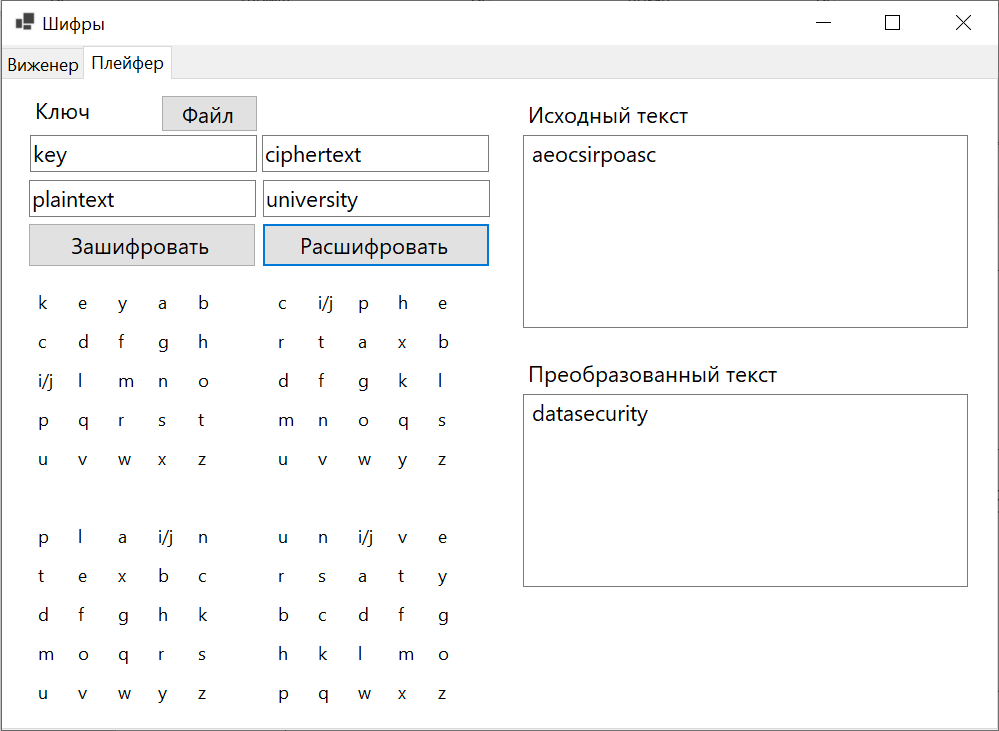 Шифры
Виженер Плейфер
Ключ Файл
key ciphertext
plaintext university
Зашифровать Расшифровать
k e y a b c i/j p h e
c d f g h r t a x b
i/j l m n o d f g k l
p q r s t m n o q s
u v w x z u v w y z
p l a i/j n u n i/j v e
t e x b c r s a t y
d f g h k b c d f g
m o q r s h k l m o
u v w y z p q w x z
Исходный текст
aeocsirpoasc
Преобразованный текст
datasecurity